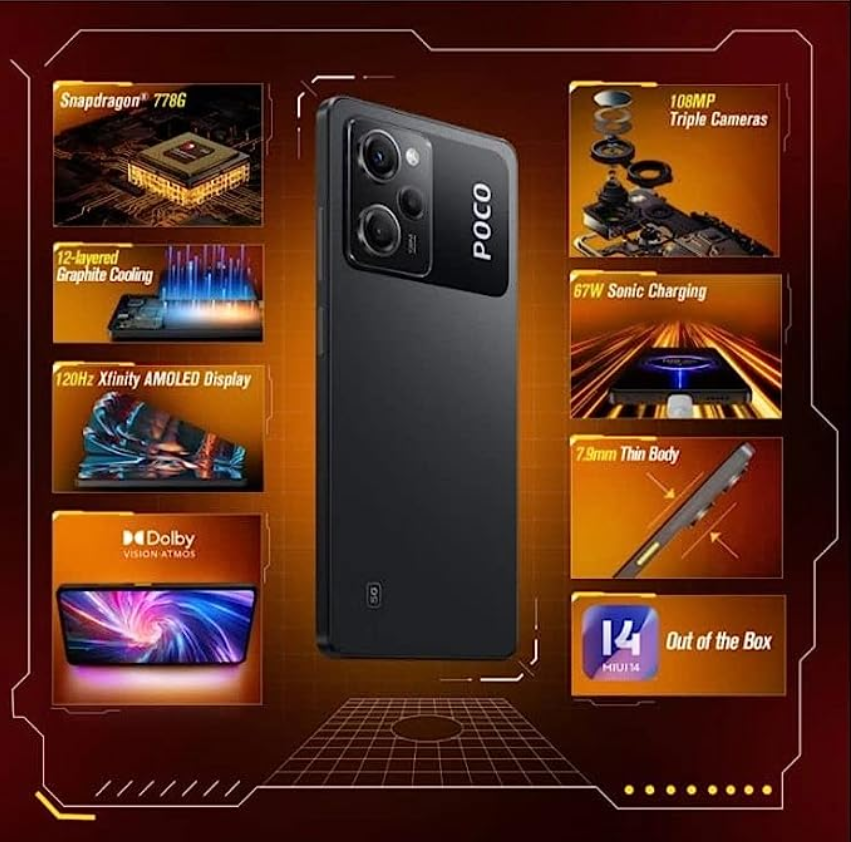 Snapdragon® 778G
12-layered
Graphite Cooling
120Hz Xfinity AMOLED Display
Dolby
VISION·ATMOS
POCO
5G
108MP
Triple Cameras
67W Sonic Charging
7.9mm Thin Body
14
MIUI 14
Out of the Box